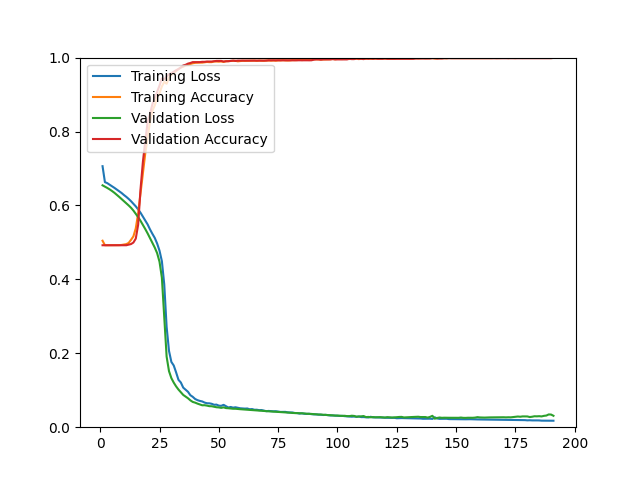 1.0
0.8
0.6
0.4
0.2
0.0
Training Loss
Training Accuracy
Validation Loss
Validation Accuracy
0 25 50 75 100 125 150 175 200